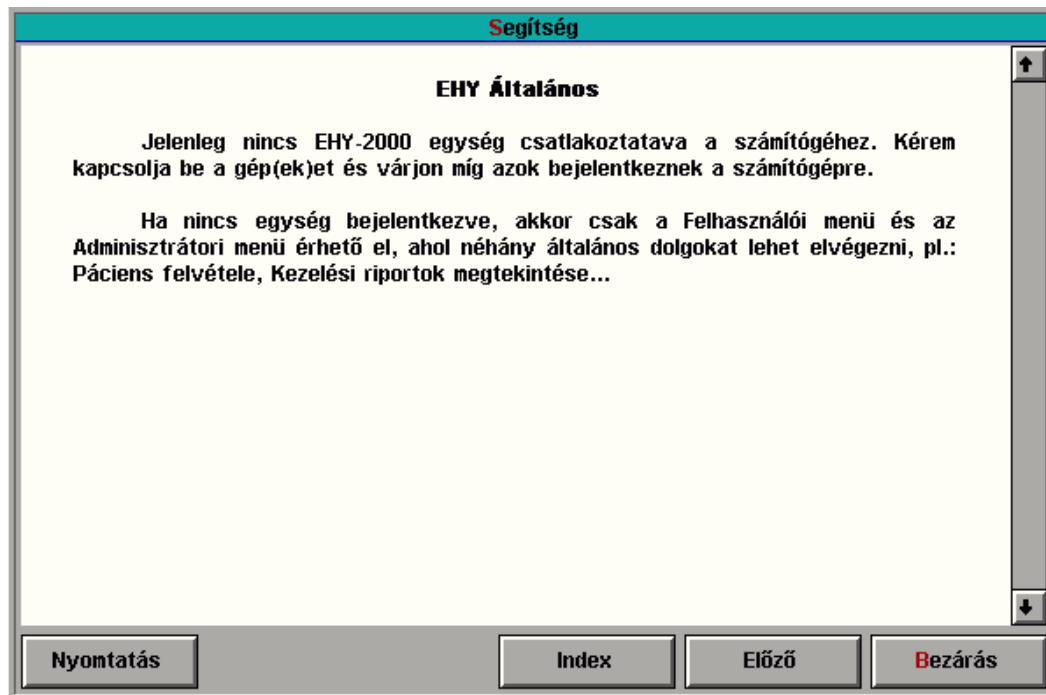 Segítség
EHY Általános
Jelenleg nincs EHY-2000 egység csatlakoztatava a számítógéhez. Kérem
kapcsolja be a gép(ek)et és várjon míg azok bejelentkeznek a számítógépre.
Ha nincs egység bejelentkezve, akkor csak a Felhasználói menü és az
Adminisztrátori menü érhető el, ahol néhány általános dolgokat lehet elvégezni, pl.:
Páciens felvétele, Kezelési riportok megtekintése...
Nyomtatás Index Előző Bezárás